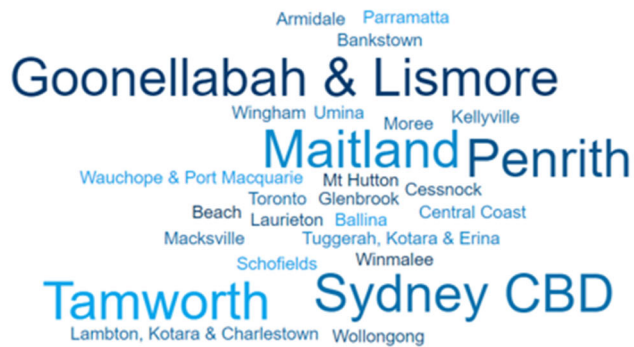 Armidale Parramatta
Bankstown
Goonellabah & Lismore
Wingham Umina
Moree Kellyville
Maitland Penrith
Wauchope & Port Macquarie Mt Hutton
Cessnock
Toronto Glenbrook
Beach Laurieton Ballina Central Coast
Macksville Tuggerah, Kotara & Erina
Schofields Winmalee
Tamworth Sydney CBD
Lambton, Kotara & Charlestown Wollongong